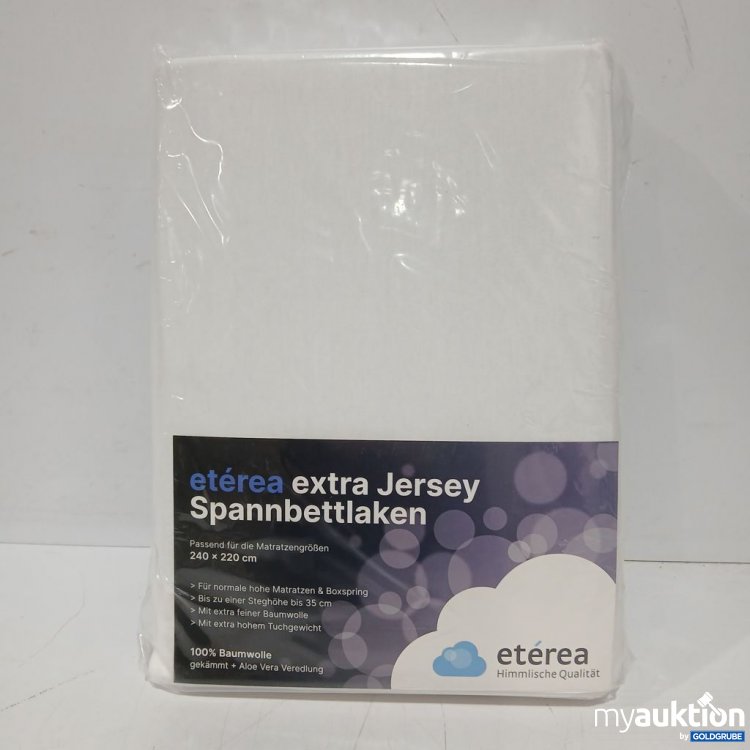 etérea extra Jersey
Spannbettlaken
Passend für die Matratzengrößen
240 × 220 cm
> Für normale hohe Matratzen & Boxspring
> Bis zu einer Steghöhe bis 35 cm
> Mit extra feiner Baumwolle
> Mit extra hohem Tuchgewicht
100% Baumwolle
gekämmt + Aloe Vera Veredlung
etérea
Himmlische Qualität
myauktion
by GOLDGRUBE